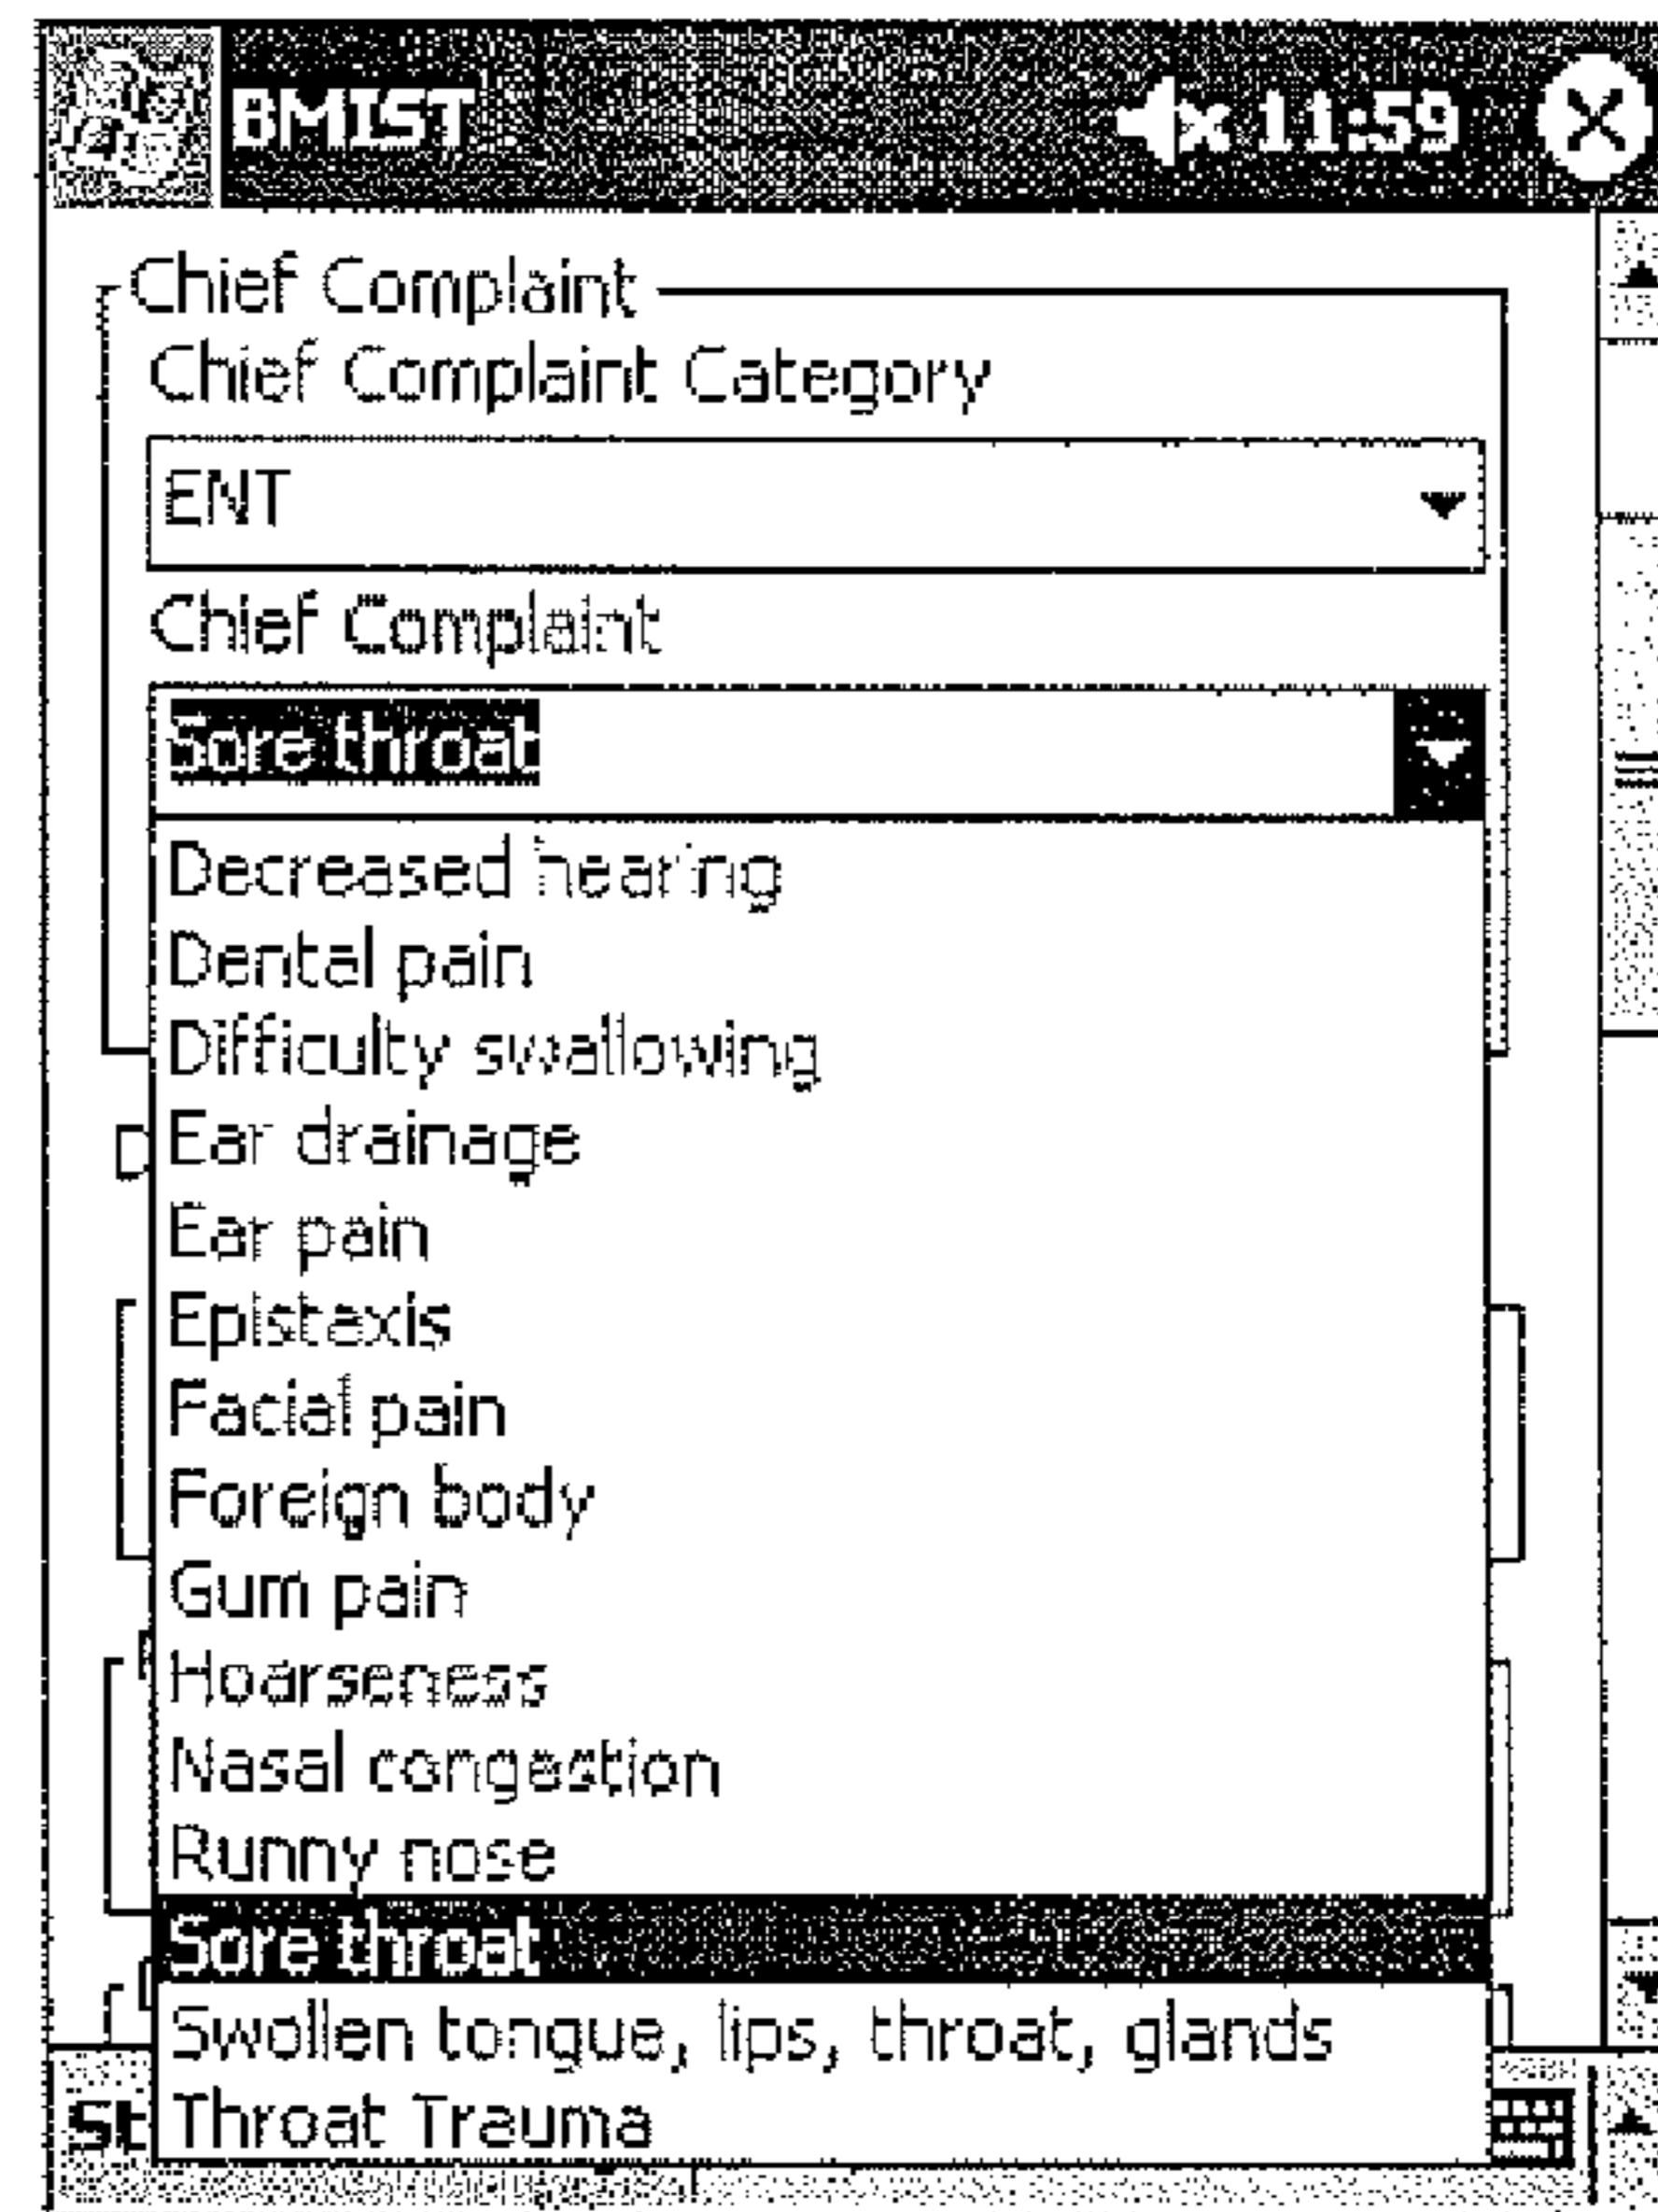 BMIST 11:59
Chief Complaint
Chief Complaint Category
ENT
Chief Complaint
Sore throat
Decreased hearing
Dental pain
Difficulty swallowing
Ear drainage
Ear pain
Epistaxis
Facial pain
Foreign body
Gum pain
Hoarseness
Nasal congestion
Runny nose
Sore throat
Swollen tongue, lips, throat, glands
Throat Trauma